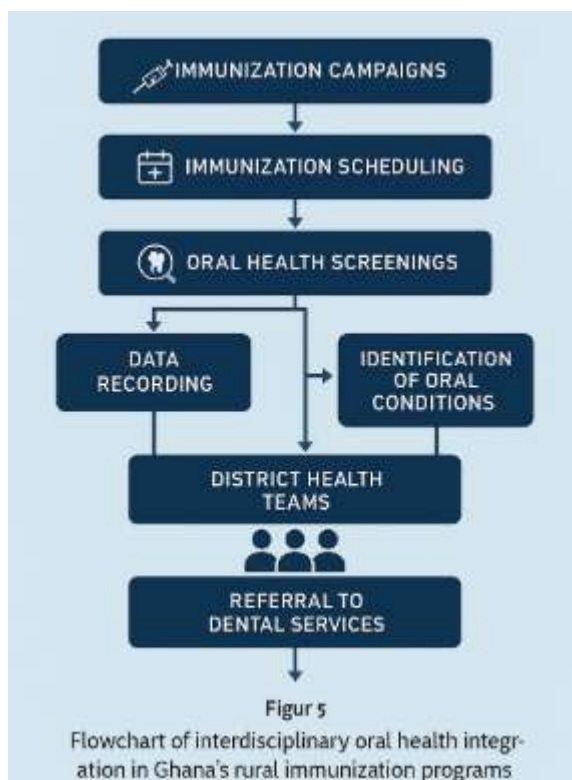 IMMUNIZATION CAMPAIGNS
IMMUNIZATION SCHEDULING
ORAL HEALTH SCREENINGS
DATA
RECORDING
IDENTIFICATION
OF ORAL
CONDITIONS
DISTRICT HEALTH
TEAMS
REFERRAL TO
DENTAL SERVICES
Figur 5
Flowchart of interdisciplinary oral health integr-
ation in Ghana's rural immunization programs